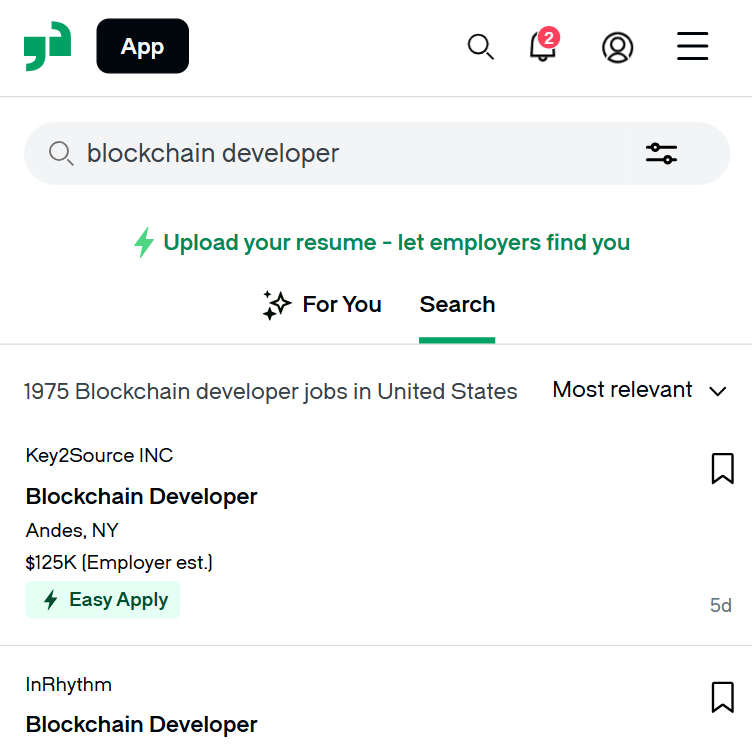 App
2
blockchain developer
Upload your resume - let employers find you
For You
Search
1975 Blockchain developer jobs in United States
Most relevant
Key2Source INC
Blockchain Developer
Andes, NY
$125K (Employer est.)
Easy Apply
5d
InRhythm
Blockchain Developer